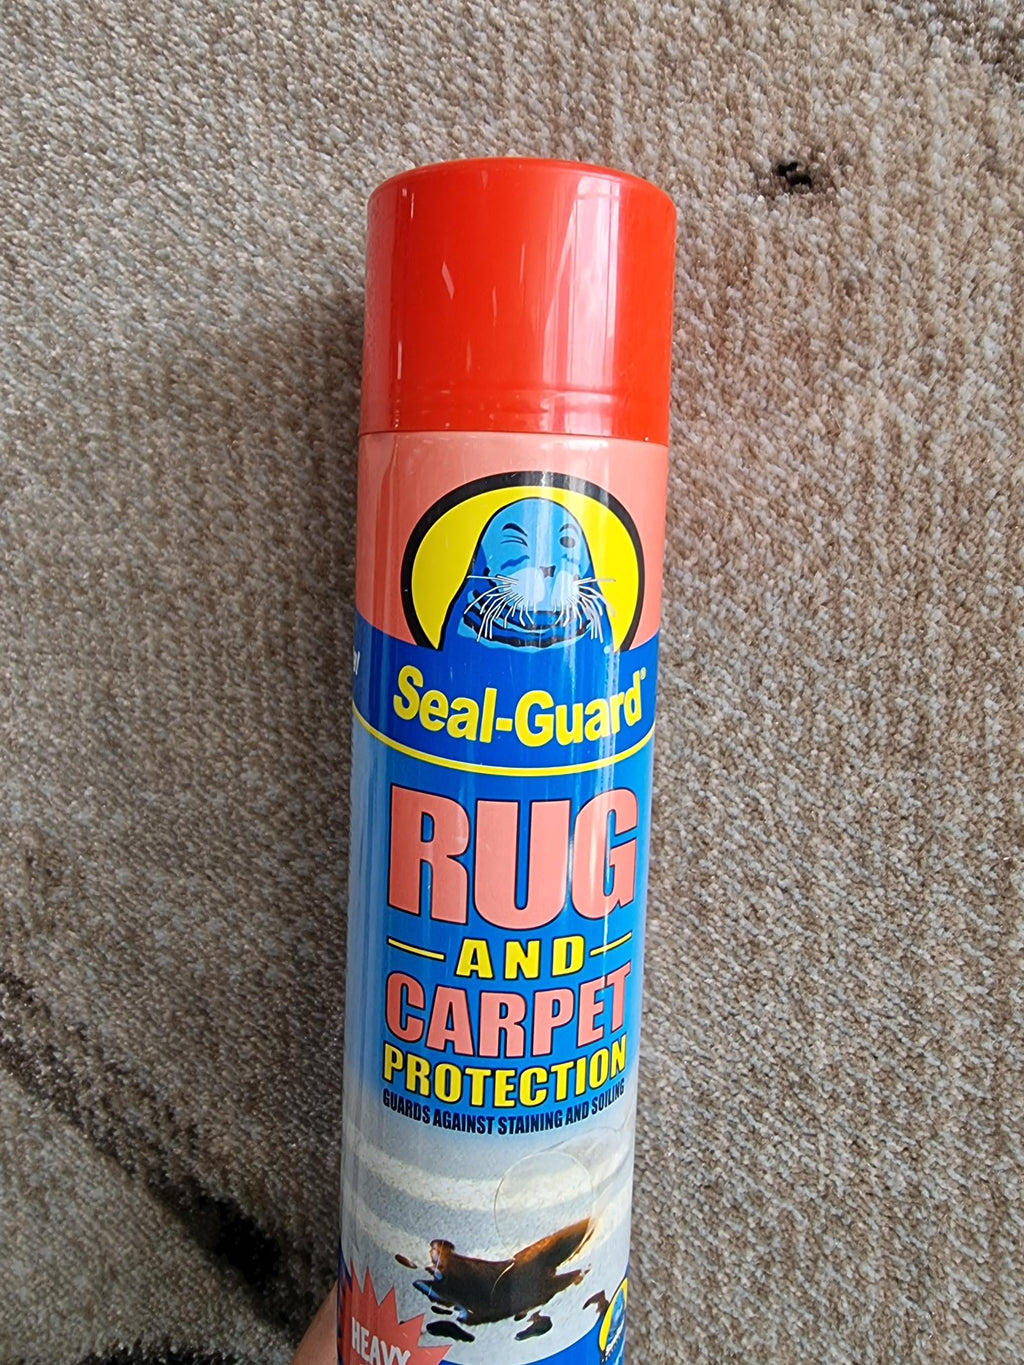 Seal-Guard®
RUG
AND
CARPET
PROTECTION
GUARDS AGAINST STAINING AND SOILING
HEAVY